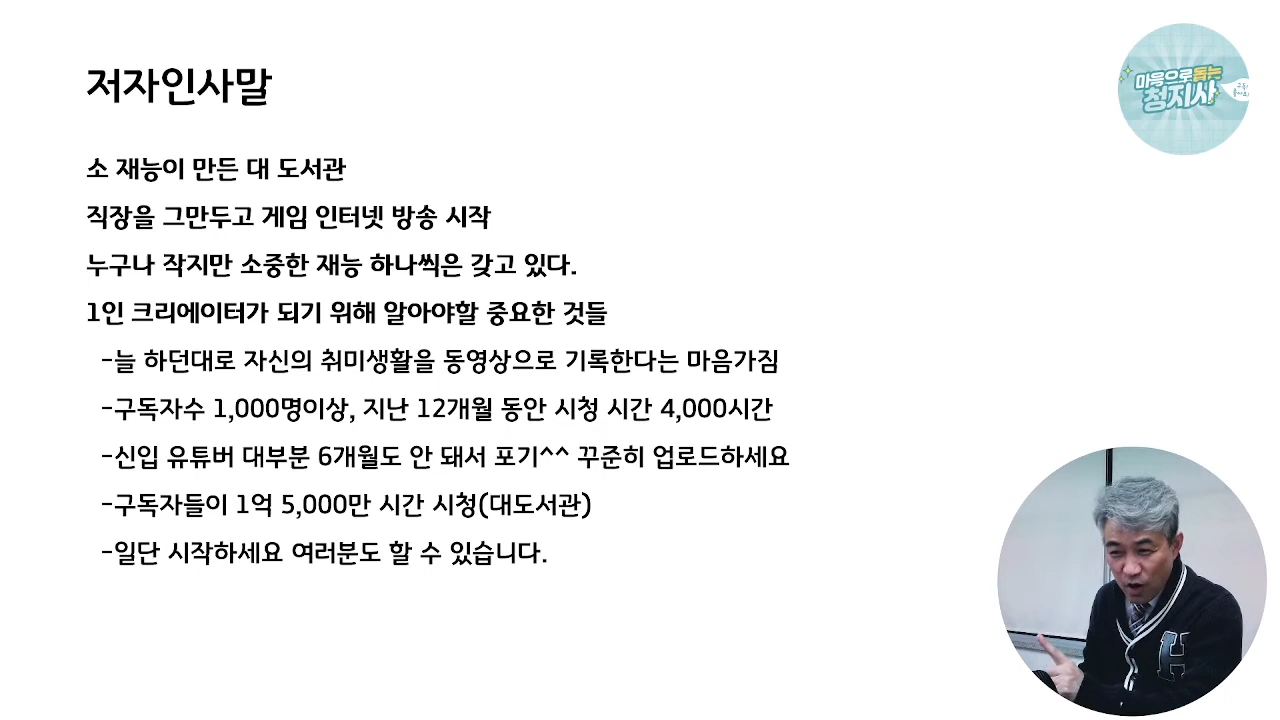 저자인사말
마음으로돕는
청지사
소 재능이 만든 대 도서관
직장을 그만두고 게임 인터넷 방송 시작
누구나 작지만 소중한 재능 하나씩은 갖고 있다.
1인 크리에이터가 되기 위해 알아야할 중요한 것들
-늘 하던대로 자신의 취미생활을 동영상으로 기록한다는 마음가짐
-구독자수 1,000명이상, 지난 12개월 동안 시청 시간 4,000시간
-신입 유튜버 대부분 6개월도 안 돼서 포기^^ 꾸준히 업로드하세요
-구독자들이 1억 5,000만 시간 시청(대도서관)
-일단 시작하세요 여러분도 할 수 있습니다.
H